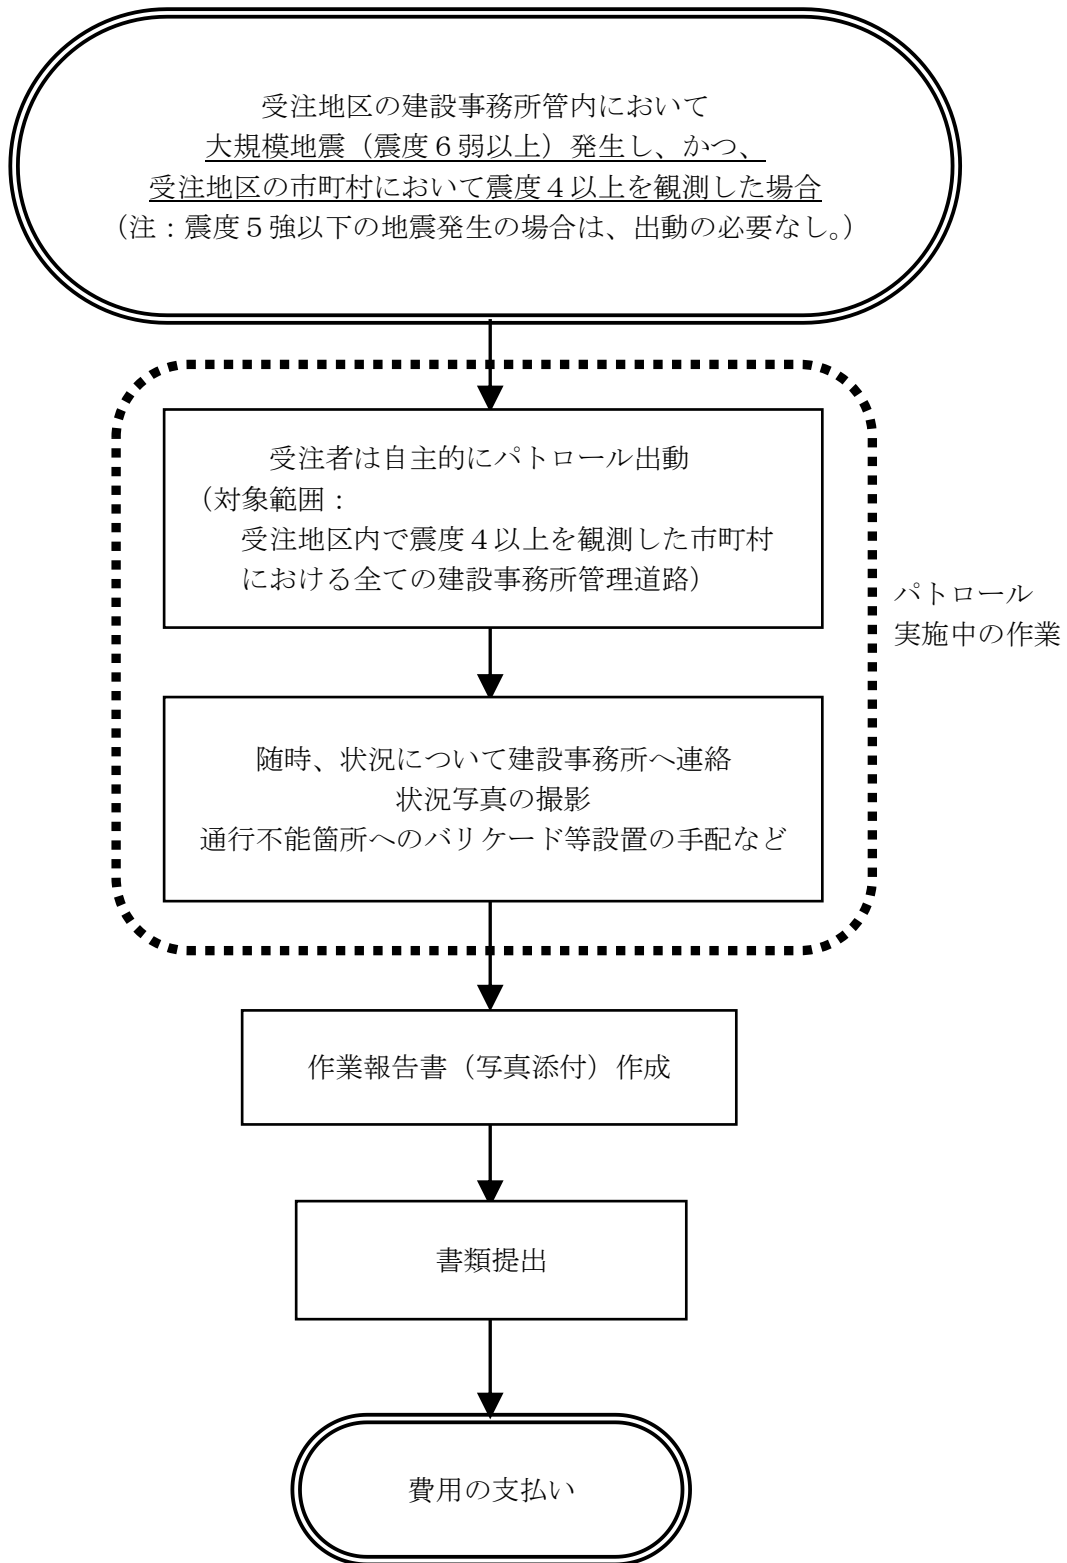 受注地区の建設事務所管内において
大規模地震（震度６弱以上）発生し、かつ、
受注地区の市町村において震度４以上を観測した場合
（注：震度５強以下の地震発生の場合は、出動の必要なし。）
受注者は自主的にパトロール出動
（対象範囲：
受注地区内で震度４以上を観測した市町村
における全ての建設事務所管理道路）
パトロール
実施中の作業
随時、状況について建設事務所へ連絡
状況写真の撮影
通行不能箇所へのバリケード等設置の手配など
作業報告書（写真添付）作成
書類提出
費用の支払い